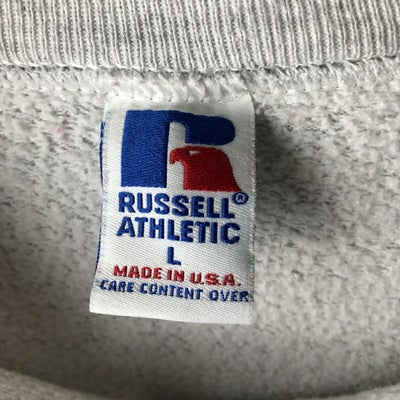 RUSSELL®
ATHLETIC
L
MADE IN U.S.A.
CARE CONTENT OVER